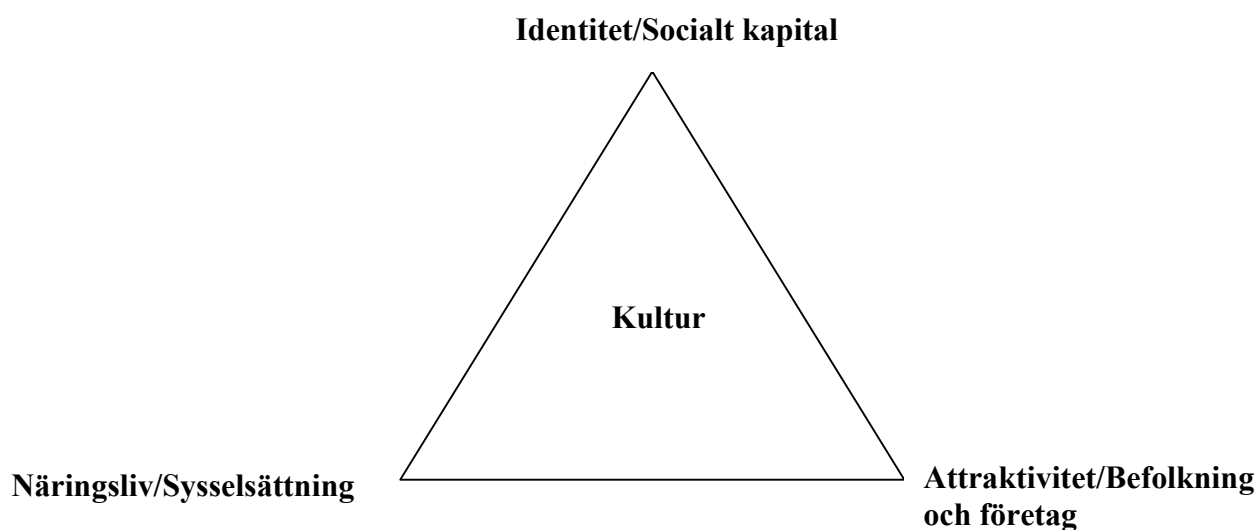 Identitet/Socialt kapital
Kultur
Näringsliv/Sysselsättning
Attraktivitet/Befolkning
och företag